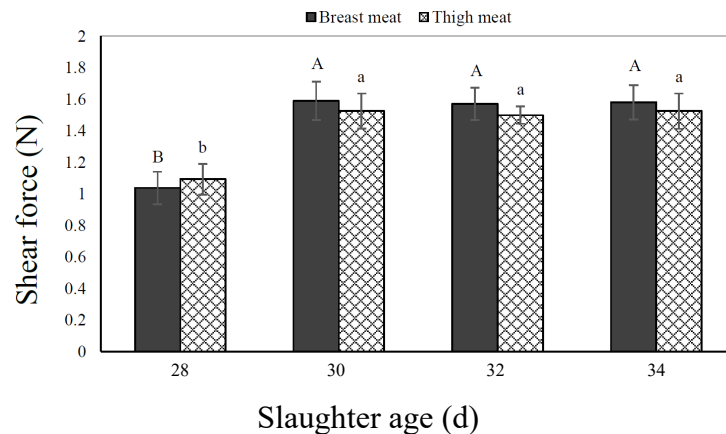 Breast meat Thigh meat
Shear force (N)
2
1.8
1.6
1.4
1.2
1
0.8
0.6
0.4
0.2
0
B b
A a
A a
A a
28 30 32 34
Slaughter age (d)